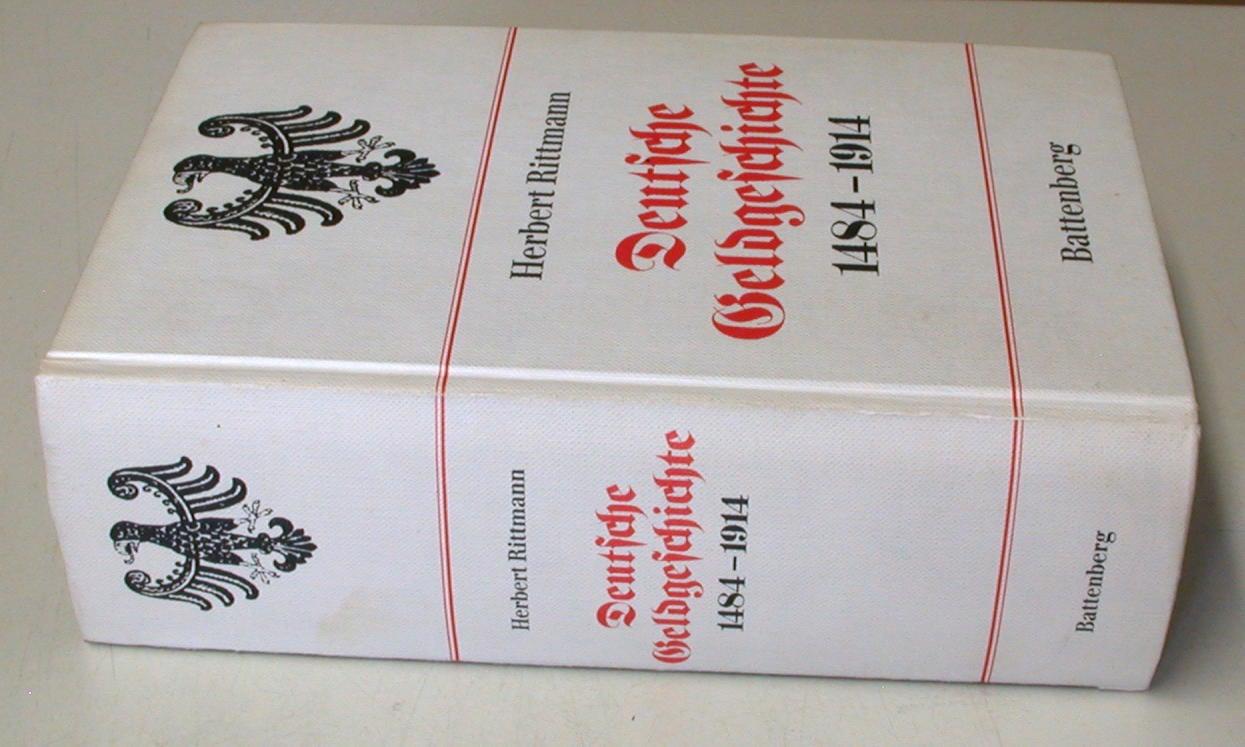 Herbert Rittmann
Deutſche
Geldgeſchichte
1484–1914
Battenberg
Herbert Rittmann
Deutſche
Geldgeſchichte
1484–1914
Battenberg